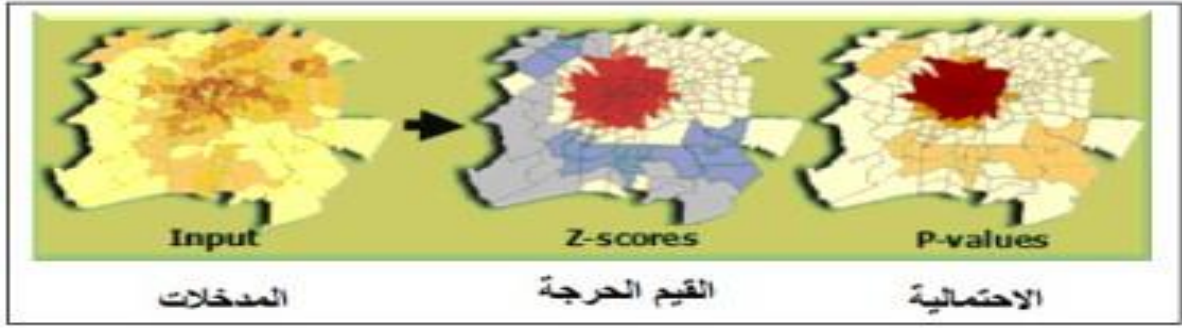 Input Z-scores P-values
المدخلات القيم الحرجة الاحتمالية